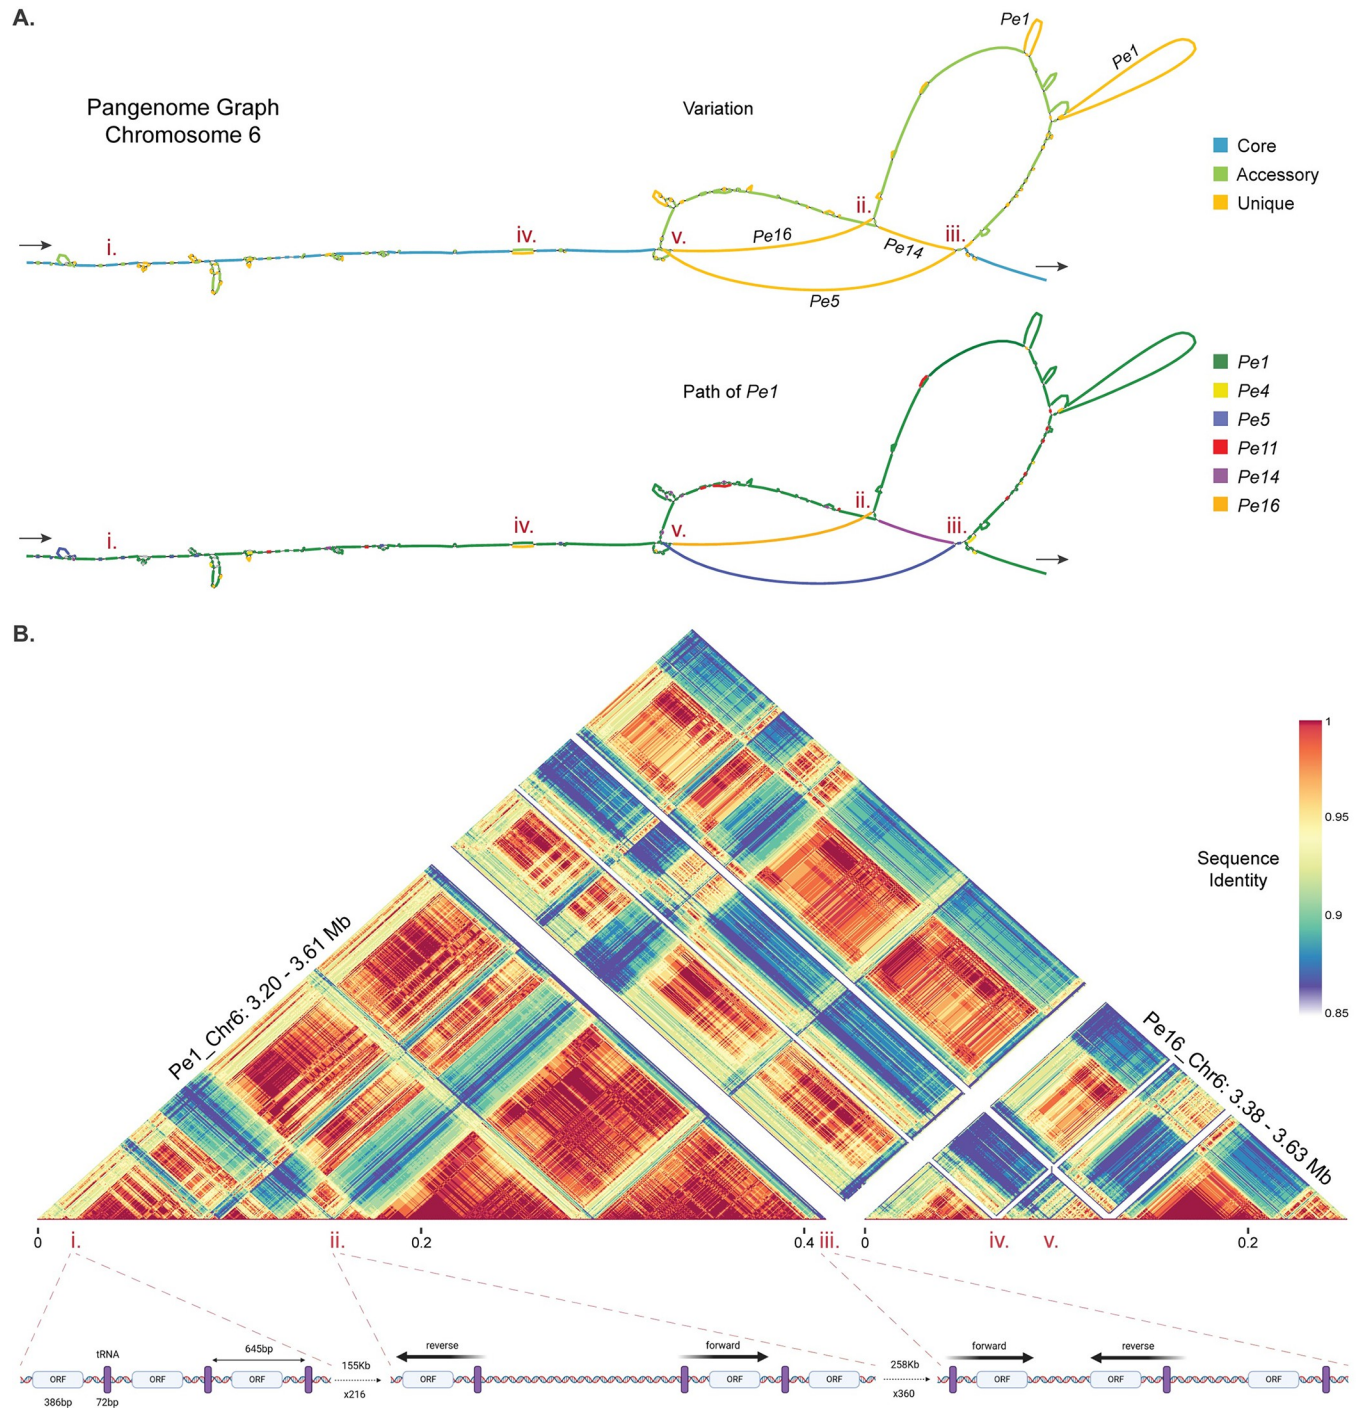 A.
Pangenome Graph
Chromosome 6
Variation
Pe1
Pe1
Core
Accessory
Unique
i.
iv.
v.
ii.
iii.
Pe16
Pe14
Pe5
Path of Pe1
Pe1
Pe4
Pe5
Pe11
Pe14
Pe16
i.
iv.
v.
ii.
iii.
B.
1
0.95
0.9
0.85
Sequence
Identity
Pe1_Chr6: 3.20 - 3.61 Mb
Pe16_Chr6: 3.38 - 3.63 Mb
0 i. ii. 0.2 0.4 iii. 0 iv. v. 0.2
tRNA
645bp
ORF ORF ORF
386bp 72bp
155Kb
x216
reverse forward
ORF ORF ORF
258Kb
x360
forward reverse
ORF ORF ORF